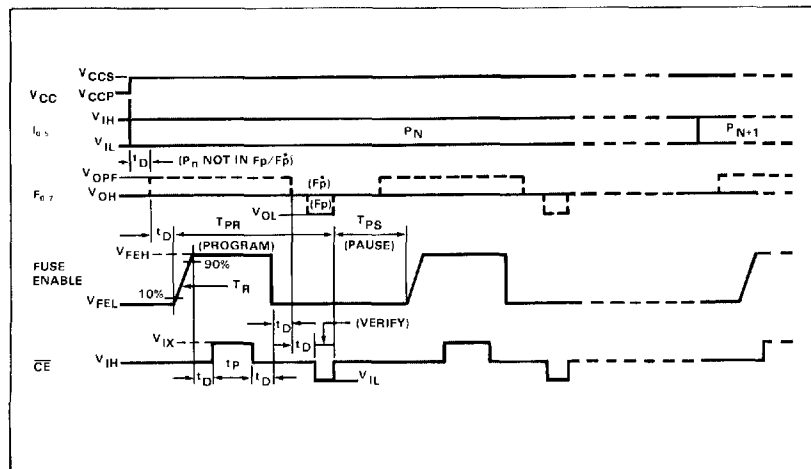 VCCS
VCC
VCCP
VIH
I0.5
PN
PN+1
VIL
tD
(Pn NOT IN Fp/Fp*)
VOPF
F0.7
VOH
(Fp*)
(Fp)
VOL
TPR
TPS
tD
(PROGRAM)
(PAUSE)
VFEH
90%
FUSE
ENABLE
10%
TR
VFEL
tD
(VERIFY)
tD
VIX
VIH
CE
tD
tP
tD
VIL